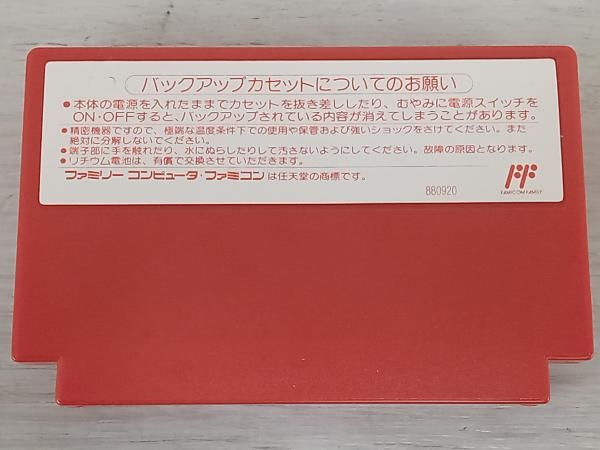 バックアップカセットについてのお願い
●本体の電源を入れたままでカセットを抜き差ししたり、むやみに電源スイッチを
ON・OFFすると、バックアップされている内容が消えてしまうことがあります。
●精密機器ですので、極端な温度条件下での使用や保管および強いショックをさけてください。また
絶対に分解しないでください。
●端子部に手を触れたり、水にぬらしたりして汚さないようにしてください。故障の原因となります。
●リチウム電池は、有償で交換させていただきます。
ファミリー コンピュータ・ファミコンは任天堂の商標です。
880920
FAMICOM FAMILY